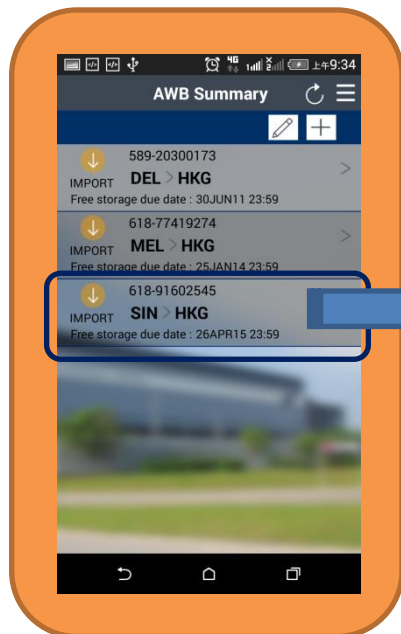 4G 上午9:34
AWB Summary
589-20300173
IMPORT DEL > HKG
Free storage due date : 30JUN11 23:59
618-77419274
IMPORT MEL > HKG
Free storage due date : 25JAN14 23:59
618-91602545
IMPORT SIN > HKG
Free storage due date : 26APR15 23:59